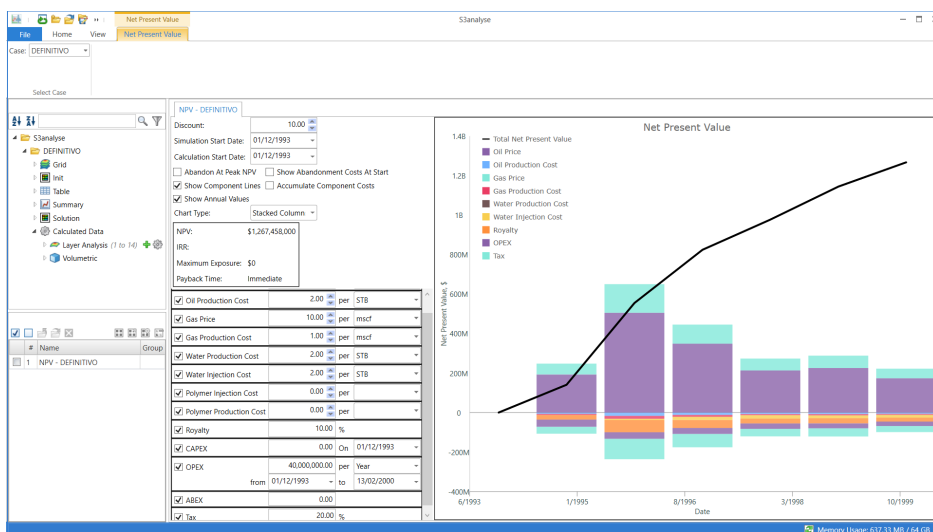 Net Present Value
S3analyse
File
Home
View
Net Present Value
Case: DEFINITIVO
Select Case
S3analyse
DEFINITIVO
Grid
Init
Table
Summary
Solution
Calculated Data
Layer Analysis (1 to 14)
Volumetric
# Name Group
1 NPV - DEFINITIVO
NPV - DEFINITIVO
Discount: 10.00
Simulation Start Date: 01/12/1993
Calculation Start Date: 01/12/1993
Abandon At Peak NPV Show Abandonment Costs At Start
Show Component Lines Accumulate Component Costs
Show Annual Values
Chart Type: Stacked Column
NPV: $1,267,458,000
IRR:
Maximum Exposure: $0
Payback Time: Immediate
Oil Production Cost 2.00 per STB
Gas Price 10.00 per mscf
Gas Production Cost 1.00 per mscf
Water Production Cost 2.00 per STB
Water Injection Cost 2.00 per STB
Polymer Injection Cost 0.00 per
Polymer Production Cost 0.00 per
Royalty 10.00 %
CAPEX 0.00 On 01/12/1993
OPEX 40,000,000.00 per Year
from 01/12/1993 to 13/02/2000
ABEX 0.00
Tax 20.00 %
Net Present Value
Total Net Present Value
Oil Price
Oil Production Cost
Gas Price
Gas Production Cost
Water Production Cost
Water Injection Cost
Royalty
OPEX
Tax
Net Present Value, $
1.4B
1.2B
1B
800M
600M
400M
200M
0
-200M
-400M
6/1993 1/1995 8/1996 3/1998 10/1999
Date
Memory Usage: 637.33 MB / 64 GB